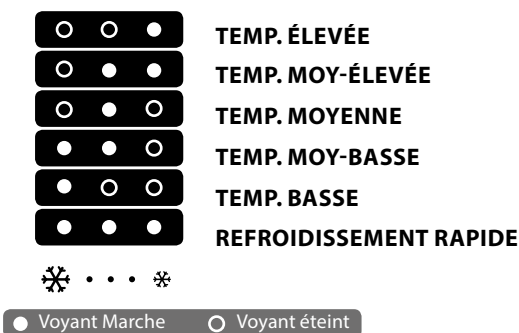 TEMP. ÉLEVÉE
TEMP. MOY-ÉLEVÉE
TEMP. MOYENNE
TEMP. MOY-BASSE
TEMP. BASSE
REFROIDISSEMENT RAPIDE
Voyant Marche Voyant éteint